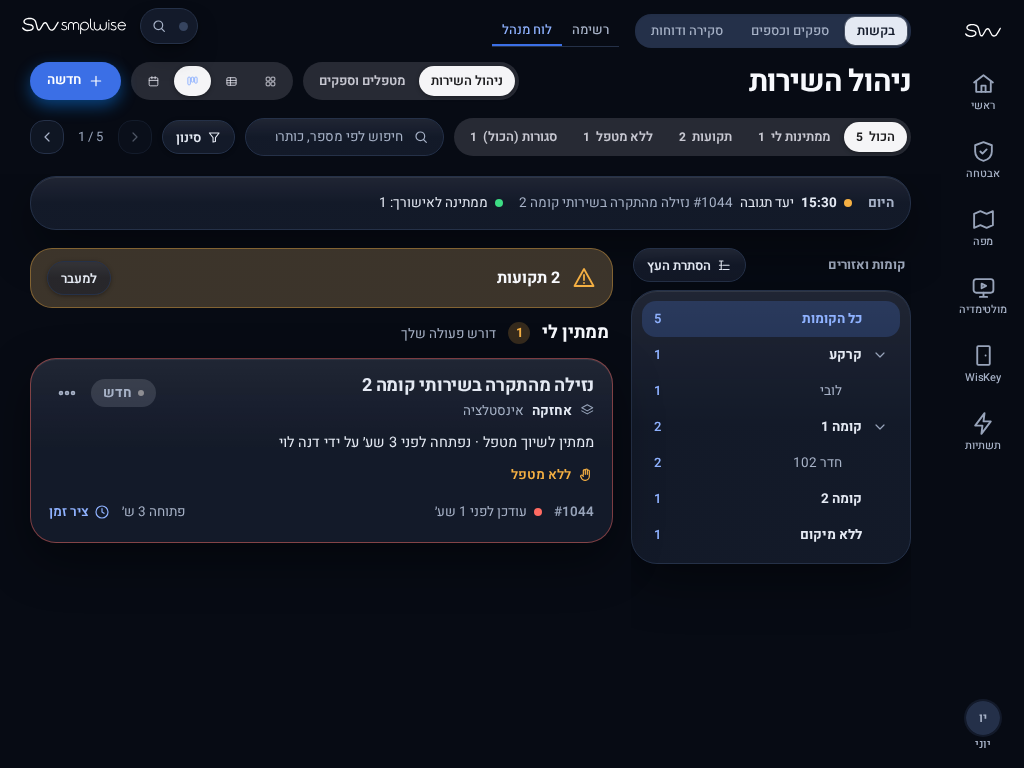 SW
ראשי
אבטחה
מפה
מולטימדיה
WisKey
תשתיות
יו
יוני
בקשות
ספקים וכספים
סקירה ודוחות
רשימה
לוח מנהל
SW smplwise
ניהול השירות
ניהול השירות
מטפלים וספקים
חדשה
הכול 5
ממתינות לי 1
תקועות 2
ללא מטפל 1
סגורות (הכול) 1
חיפוש לפי מספר, כותרו
סינון
1 / 5
היום
15:30 יעד תגובה #1044 נזילה מהתקרה בשירותי קומה 2
ממתינה לאישורך: 1
קומות ואזורים
הסתרת העץ
כל הקומות 5
קרקע 1
לובי 1
קומה 1 2
חדר 102 2
קומה 2 1
ללא מיקום 1
2 תקועות
למעבר
ממתין לי 1 דורש פעולה שלך
נזילה מהתקרה בשירותי קומה 2
חדש
אחזקה אינסטלציה
ממתין לשיוך מטפל · נפתחה לפני 3 שע׳ על ידי דנה לוי
ללא מטפל
#1044 עודכן לפני 1 שע׳
פתוחה 3 ש׳
ציר זמן